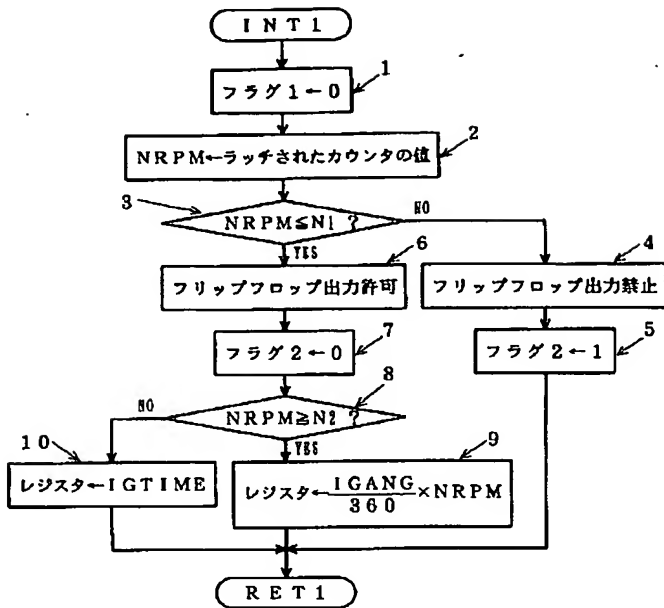 INT1
1
フラグ1←0
2
NRPM←ラッチされたカウンタの値
3
NRPM≦N1 ?
NO
YES
6
4
フリップフロップ出力許可
フリップフロップ出力禁止
7
5
フラグ2←0
フラグ2←1
8
NO
NRPM≧N2 ?
YES
10
9
レジスタ←IGTIME
レジスタ←IGANG/360×NRPM
RET1